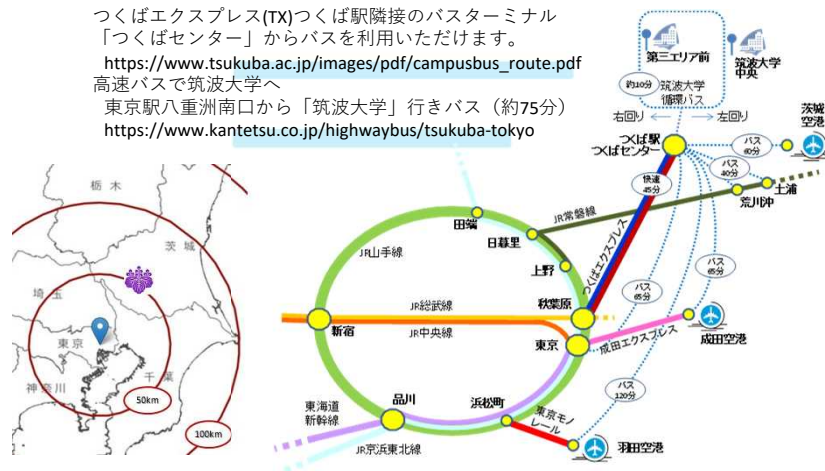 つくばエクスプレス(TX)つくば駅隣接のバスターミナル
「つくばセンター」からバスを利用いただけます。
https://www.tsukuba.ac.jp/images/pdf/campusbus_route.pdf
高速バスで筑波大学へ
東京駅八重洲南口から「筑波大学」行きバス（約75分）
https://www.kantetsu.co.jp/highwaybus/tsukuba-tokyo
第三エリア前
筑波大学
中央
約10分
筑波大学
循環バス
右回り
左回り
茨城
空港
つくば駅
つくばセンター
バス
60分
バス
40分
快速
45分
土浦
荒川沖
JR常磐線
田端
日暮里
上野
つくばエクスプレス
JR山手線
バス
65分
バス
65分
JR総武線
秋葉原
新宿
JR中央線
東京
成田エクスプレス
成田空港
バス
120分
品川
浜松町
東京モノ
レール
東海道
新幹線
JR京浜東北線
羽田空港
栃木
茨城
埼玉
東京
千葉
神奈川
50km
100km